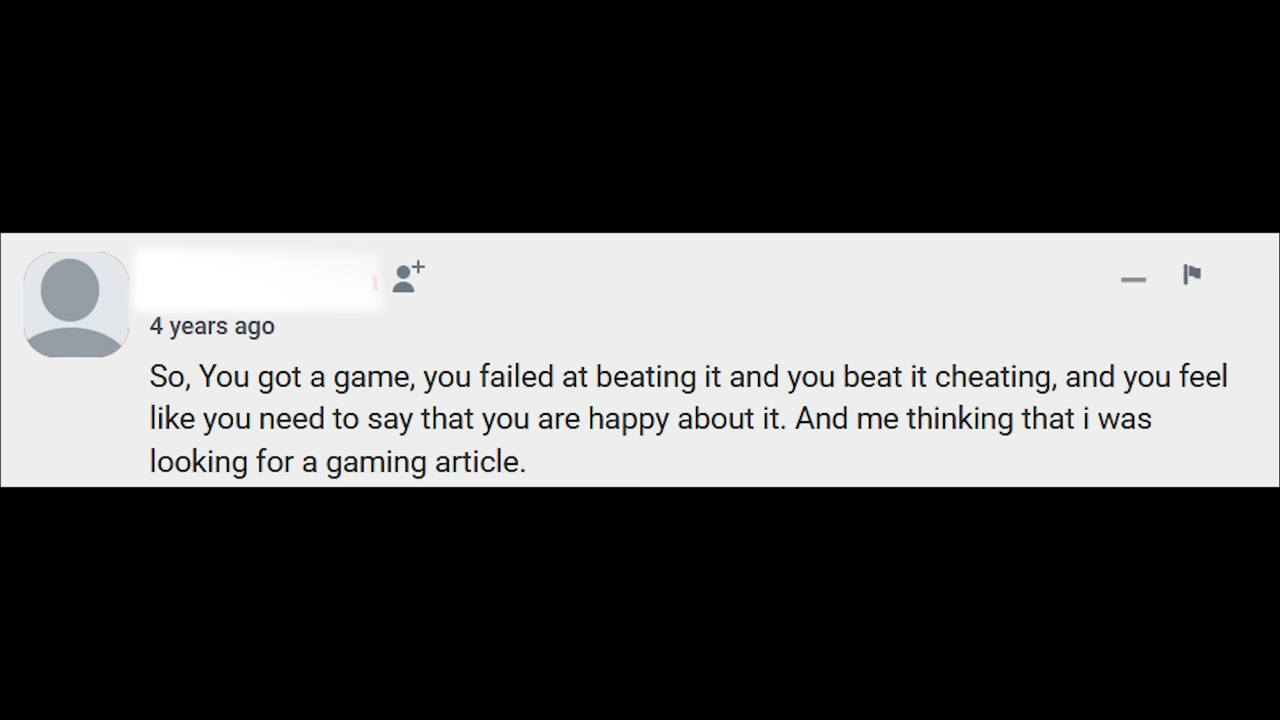 4 years ago
So, You got a game, you failed at beating it and you beat it cheating, and you feel
like you need to say that you are happy about it. And me thinking that i was
looking for a gaming article.